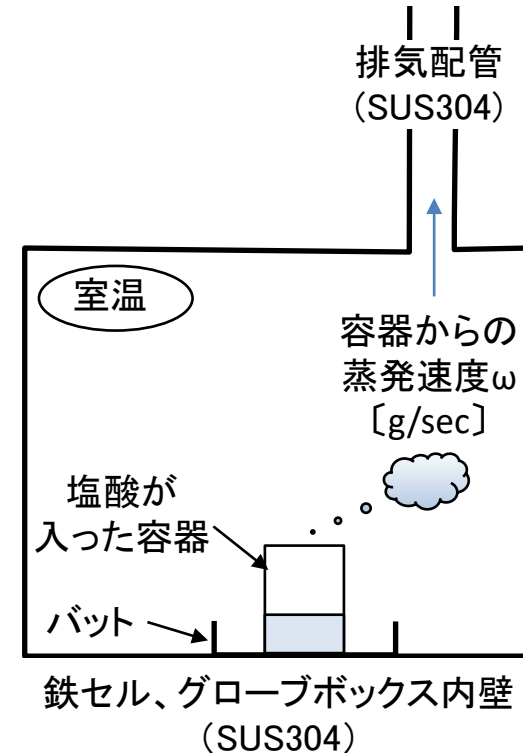 排気配管
(SUS304)
室温
容器からの
蒸発速度ω
〔g/sec〕
塩酸が
入った容器
バット
鉄セル、グローブボックス内壁
(SUS304)